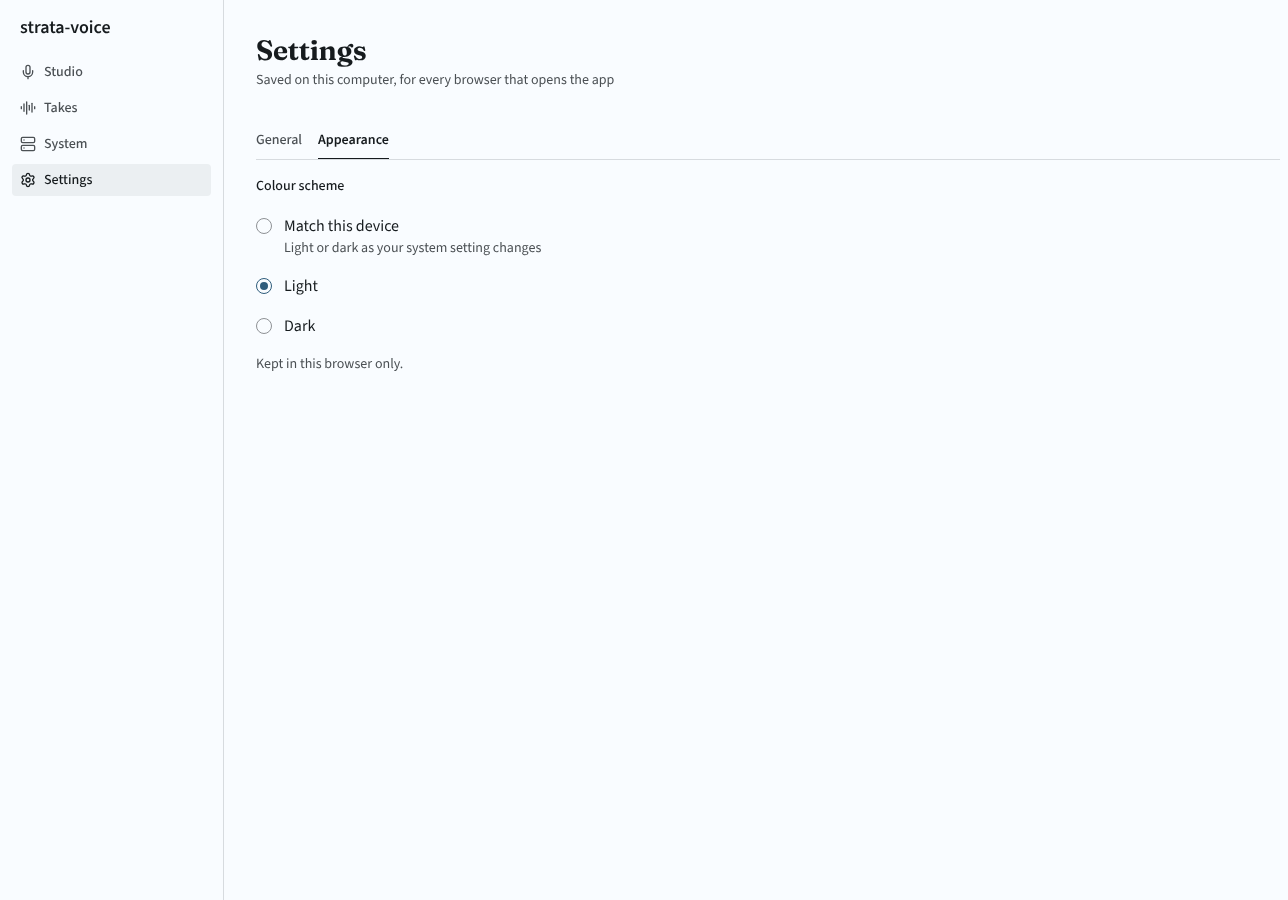 strata-voice
Studio
Takes
System
Settings
Settings
Saved on this computer, for every browser that opens the app
General
Appearance
Colour scheme
Match this device
Light or dark as your system setting changes
Light
Dark
Kept in this browser only.